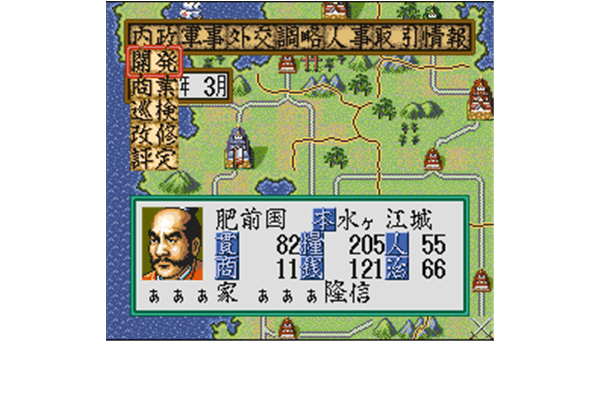 内政軍事外交調略人事取引情報
開発
商業
年 3月
巡検
改修
評定
肥前国 本水ヶ江城
貫 82 糧 205 人 55
商 11 銭 121 治 66
ぁぁぁ家 ぁぁぁ隆信